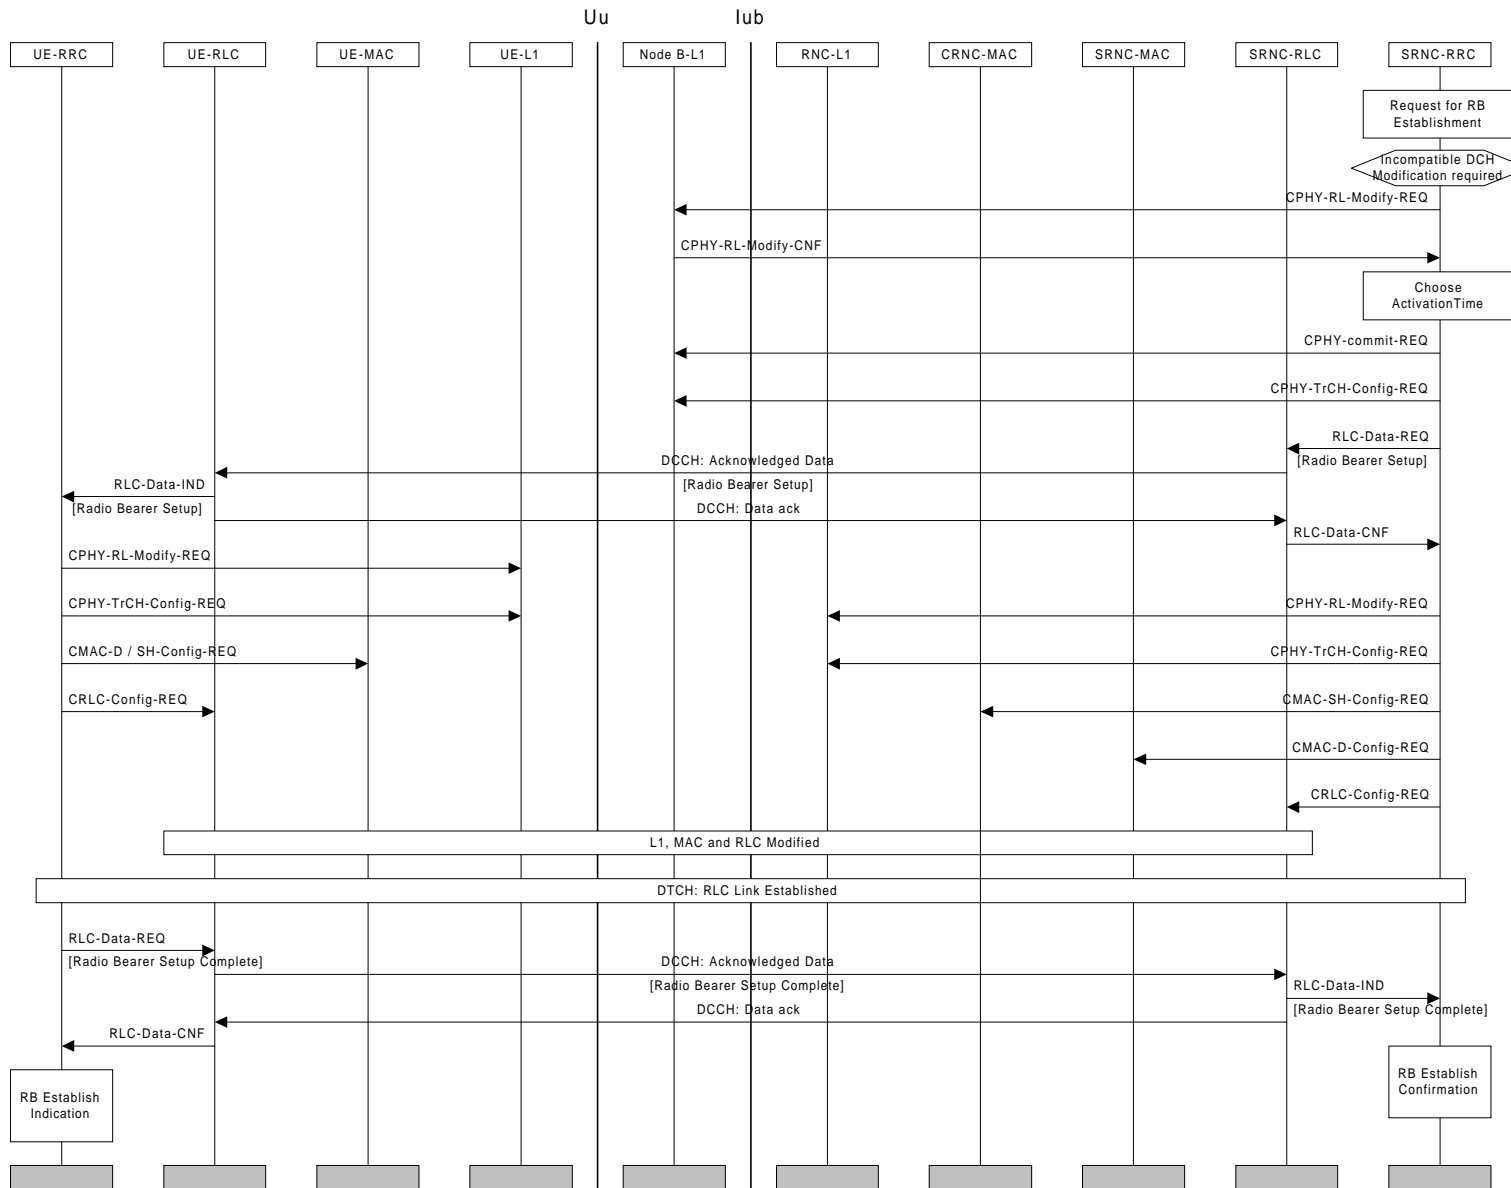 Uu
Iub
UE-RRC
UE-RLC
UE-MAC
UE-L1
Node B-L1
RNC-L1
CRNC-MAC
SRNC-MAC
SRNC-RLC
SRNC-RRC
Request for RB
Establishment
Incompatible DCH
Modification required
CPHY-RL-Modify-REQ
CPHY-RL-Modify-CNF
Choose
ActivationTime
CPHY-commit-REQ
CPHY-TrCH-Config-REQ
RLC-Data-REQ
[Radio Bearer Setup]
DCCH: Acknowledged Data
[Radio Bearer Setup]
RLC-Data-IND
[Radio Bearer Setup]
DCCH: Data ack
RLC-Data-CNF
CPHY-RL-Modify-REQ
CPHY-TrCH-Config-REQ
CPHY-RL-Modify-REQ
CMAC-D / SH-Config-REQ
CPHY-TrCH-Config-REQ
CRLC-Config-REQ
CMAC-SH-Config-REQ
CMAC-D-Config-REQ
CRLC-Config-REQ
L1, MAC and RLC Modified
DTCH: RLC Link Established
RLC-Data-REQ
[Radio Bearer Setup Complete]
DCCH: Acknowledged Data
[Radio Bearer Setup Complete]
RLC-Data-IND
[Radio Bearer Setup Complete]
DCCH: Data ack
RLC-Data-CNF
RB Establish
Indication
RB Establish
Confirmation